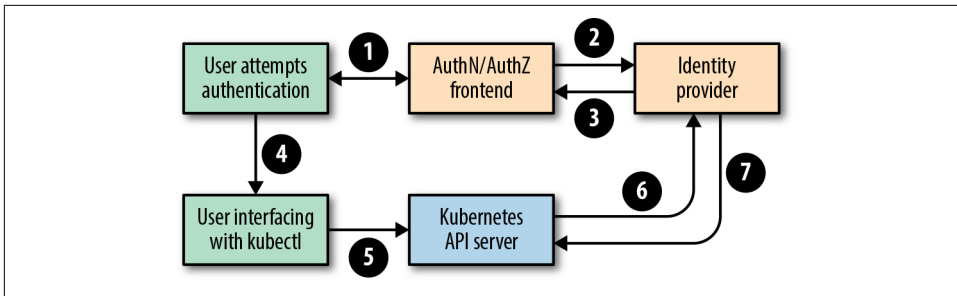 User attempts
authentication
1
AuthN/AuthZ
frontend
2
3
Identity
provider
4
User interfacing
with kubectl
5
Kubernetes
API server
6
7